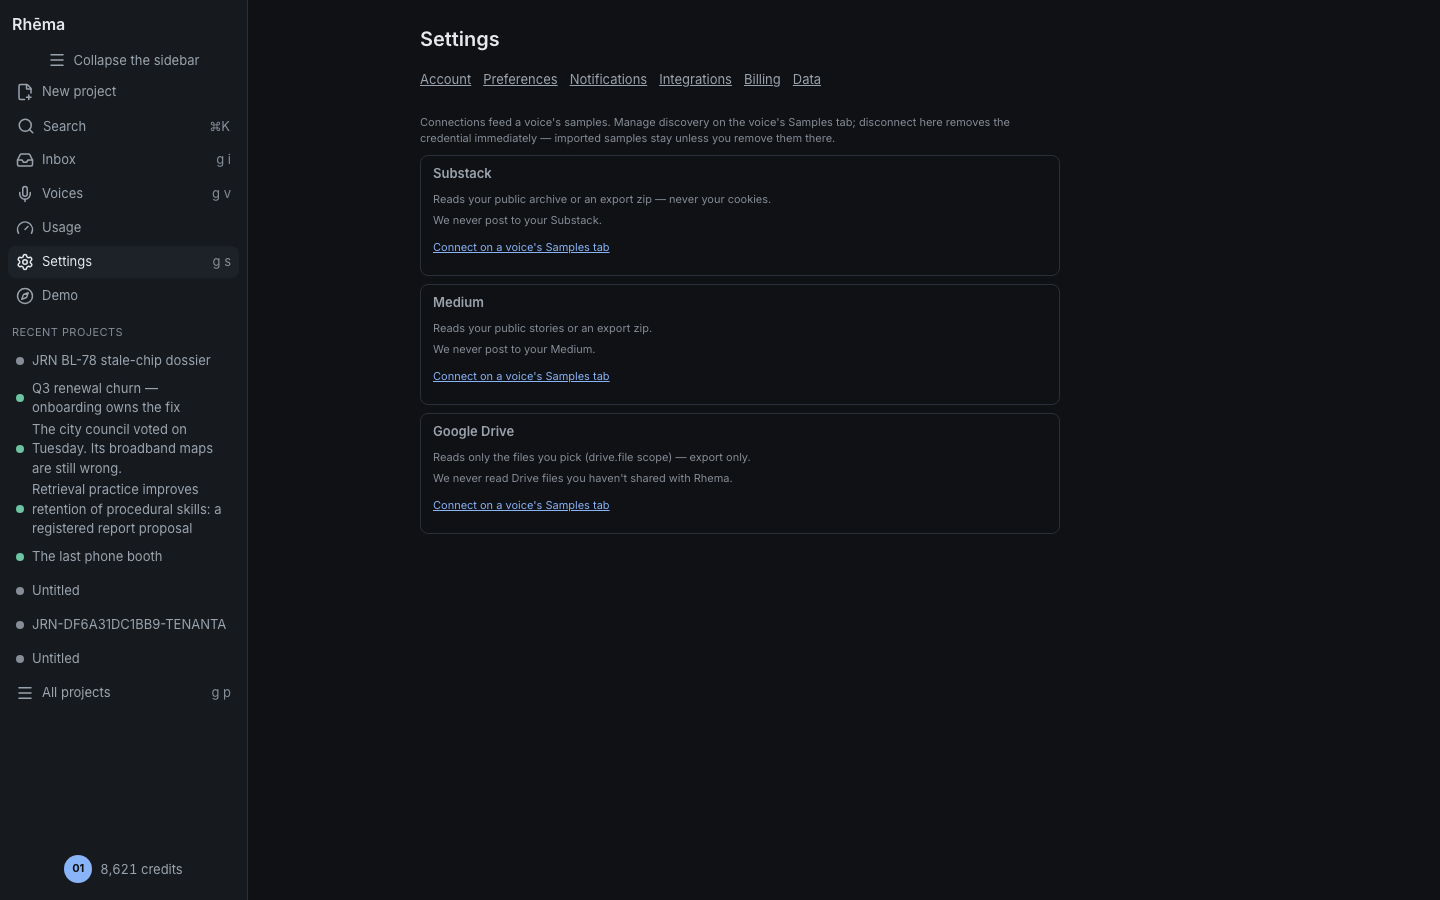 Rhēma
Collapse the sidebar
New project
Search ⌘K
Inbox g i
Voices g v
Usage
Settings g s
Demo
RECENT PROJECTS
JRN BL-78 stale-chip dossier
Q3 renewal churn —
onboarding owns the fix
The city council voted on
Tuesday. Its broadband maps
are still wrong.
Retrieval practice improves
retention of procedural skills: a
registered report proposal
The last phone booth
Untitled
JRN-DF6A31DC1BB9-TENANTA
Untitled
All projects g p
01 8,621 credits
Settings
Account Preferences Notifications Integrations Billing Data
Connections feed a voice's samples. Manage discovery on the voice's Samples tab; disconnect here removes the
credential immediately — imported samples stay unless you remove them there.
Substack
Reads your public archive or an export zip — never your cookies.
We never post to your Substack.
Connect on a voice's Samples tab
Medium
Reads your public stories or an export zip.
We never post to your Medium.
Connect on a voice's Samples tab
Google Drive
Reads only the files you pick (drive.file scope) — export only.
We never read Drive files you haven't shared with Rhema.
Connect on a voice's Samples tab